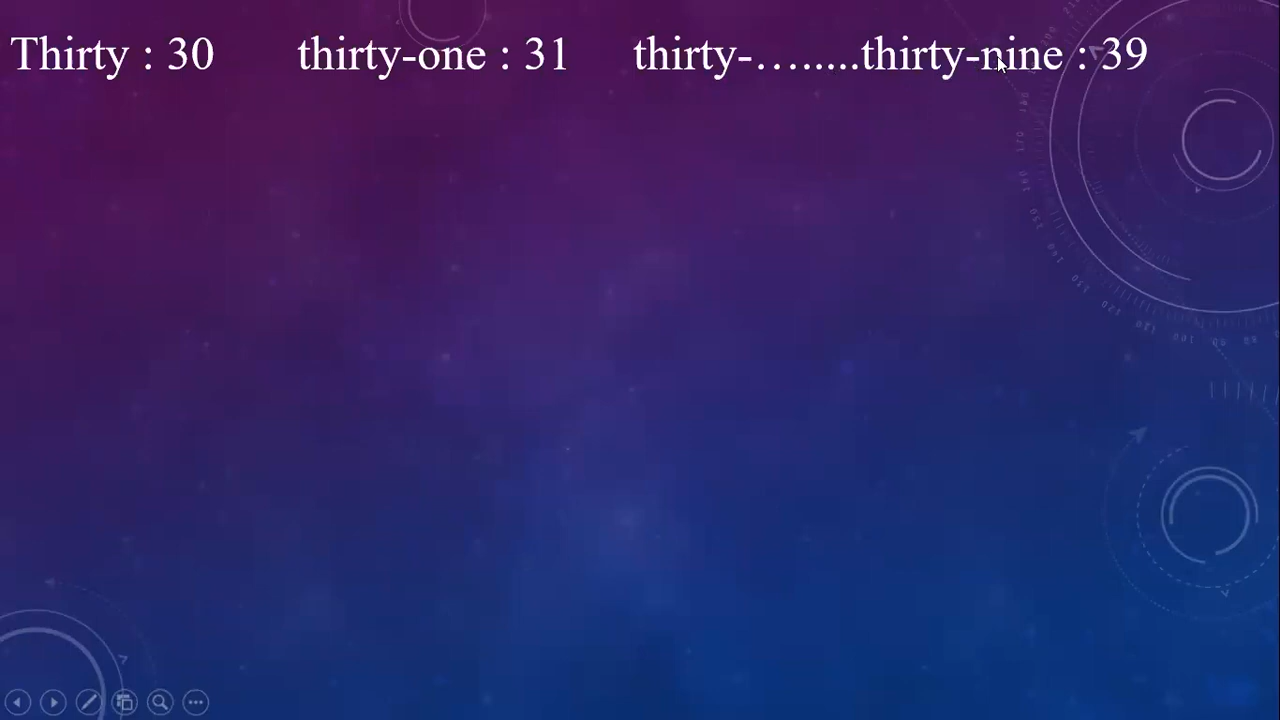 Thirty : 30 thirty-one : 31 thirty-….....thirty-nine : 39